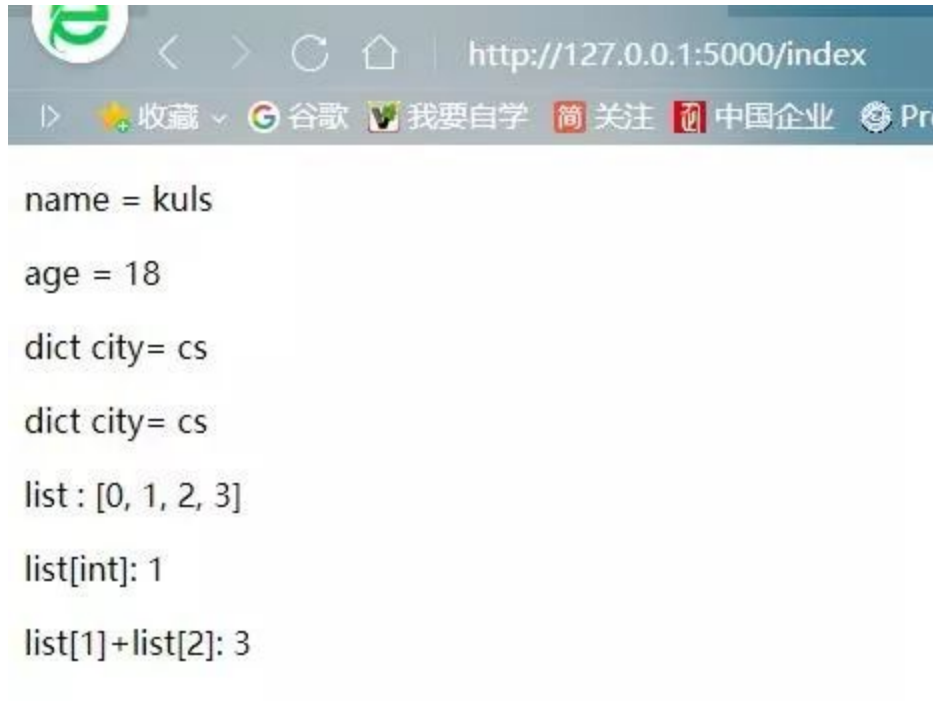 http://127.0.0.1:5000/index
收藏 谷歌 我要自学 简 关注 中国企业
name = kuls
age = 18
dict city= cs
dict city= cs
list : [0, 1, 2, 3]
list[int]: 1
list[1]+list[2]: 3